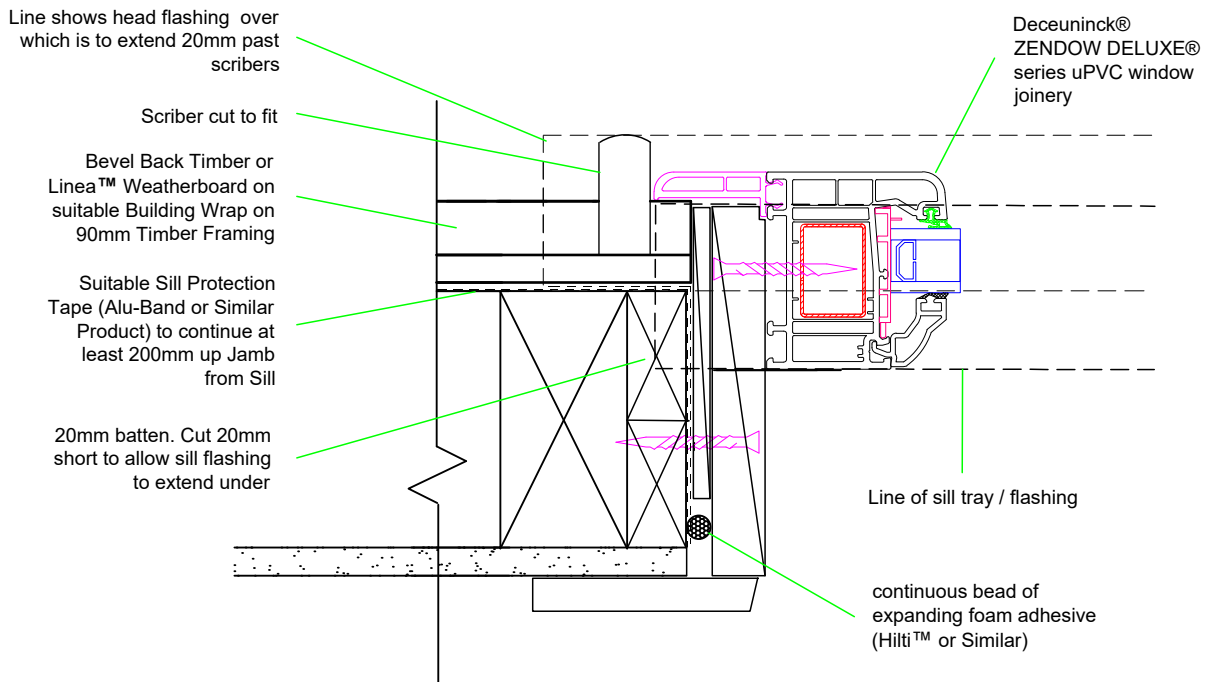 Line shows head flashing over
which is to extend 20mm past
scribers
Scriber cut to fit
Bevel Back Timber or
Linea™ Weatherboard on
suitable Building Wrap on
90mm Timber Framing
Suitable Sill Protection
Tape (Alu-Band or Similar
Product) to continue at
least 200mm up Jamb
from Sill
20mm batten. Cut 20mm
short to allow sill flashing
to extend under
Deceuninck®
ZENDOW DELUXE®
series uPVC window
joinery
Line of sill tray / flashing
continuous bead of
expanding foam adhesive
(Hilti™ or Similar)